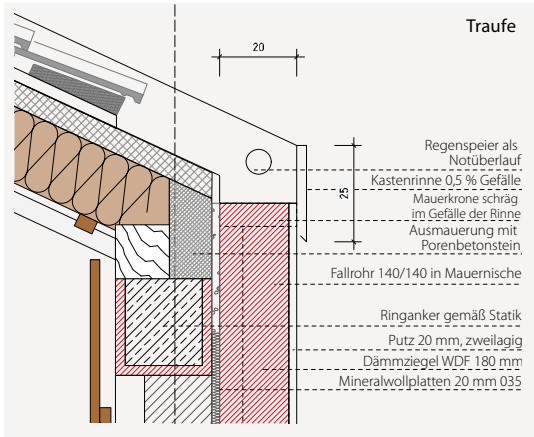 Traufe
20
25
Regenspeier als
Notüberlauf
Kastenrinne 0,5 % Gefälle
Mauerkrone schräg
im Gefälle der Rinne
Ausmauerung mit
Porenbetonstein
Fallrohr 140/140 in Mauernische
Ringanker gemäß Statik
Putz 20 mm, zweilagig
Dämmziegel WDF 180 mm
Mineralwollplatten 20 mm 035